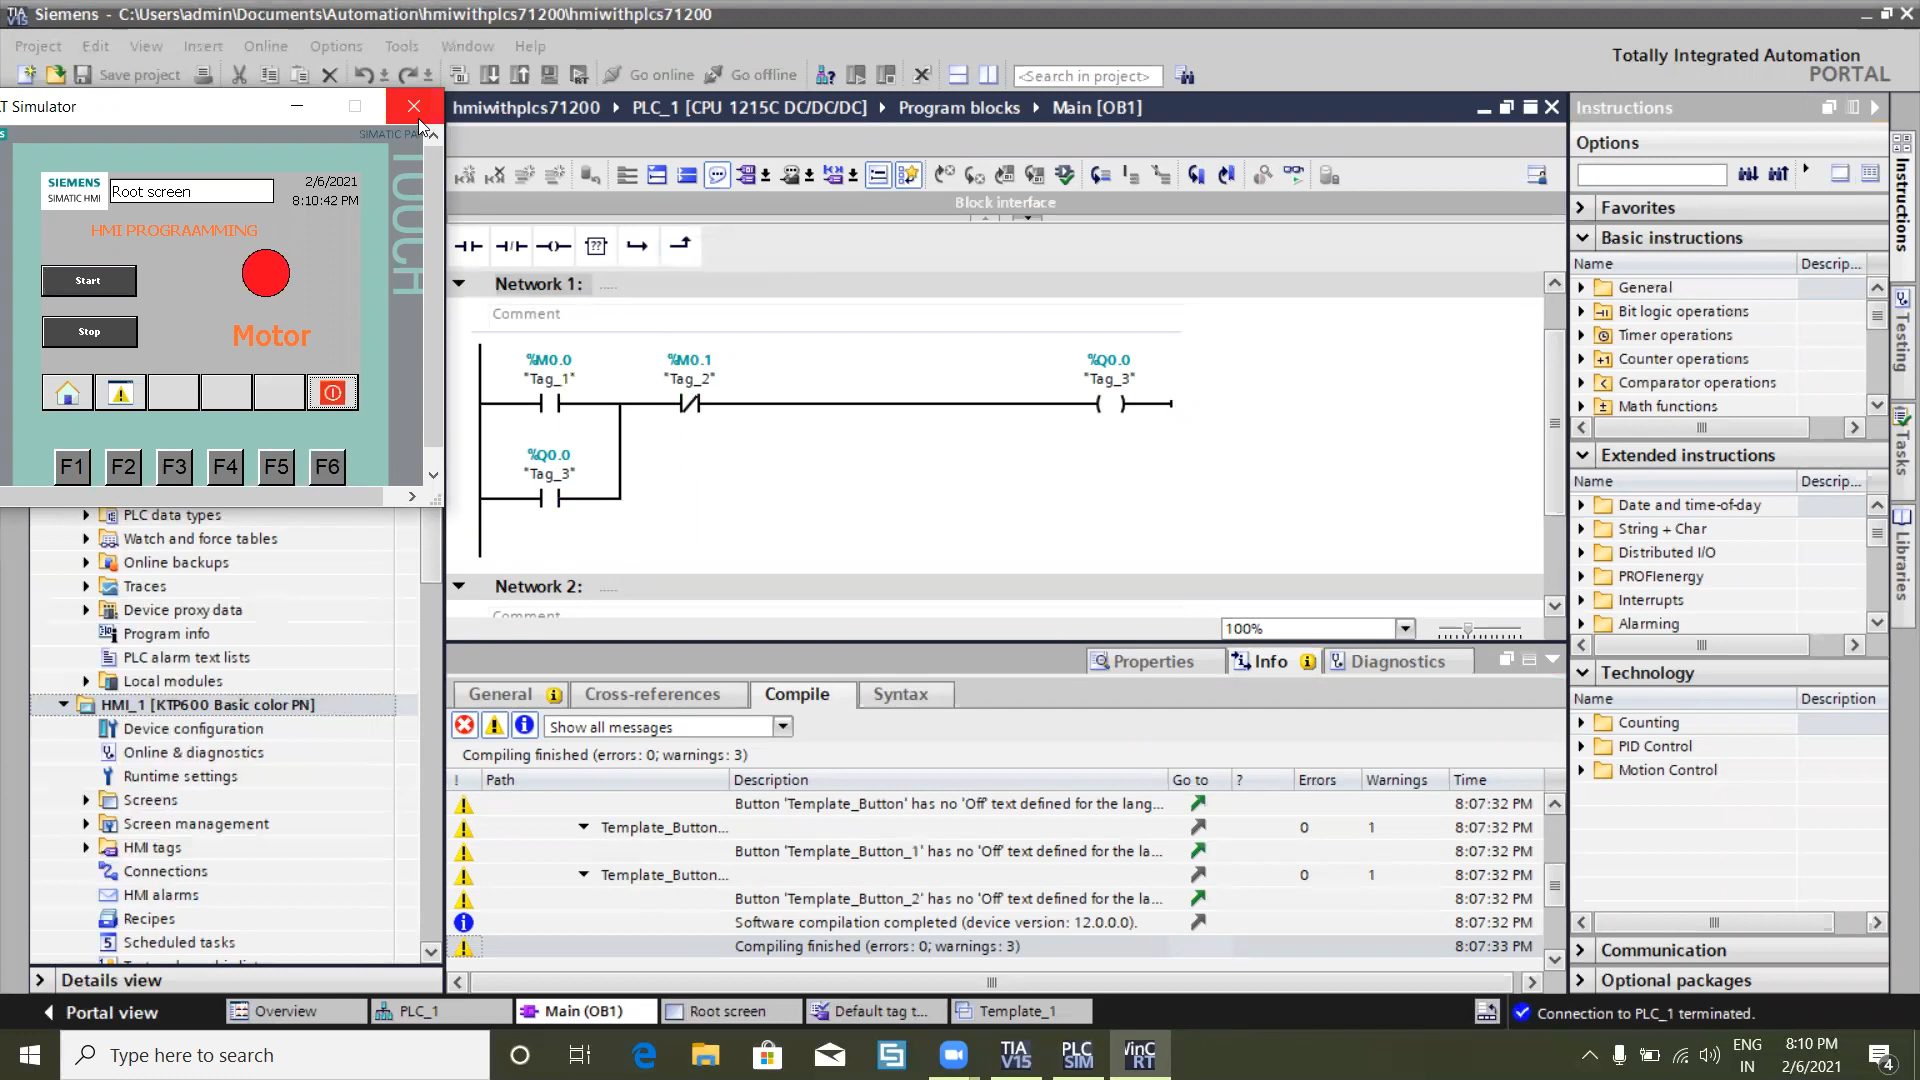 Siemens - C:\Users\admin\Documents\Automation\hmiwithplcs71200\hmiwithplcs71200
Project Edit View Insert Online Options Tools Window Help
Save project Go online Go offline <Search in project>
Totally Integrated Automation
PORTAL
T Simulator
SIMATIC PA
TOUCH
SIEMENS
SIMATIC HMI
Root screen
2/6/2021
8:10:42 PM
HMI PROGRAAMMING
Start
Stop
Motor
F1 F2 F3 F4 F5 F6
PLC data types
Watch and force tables
Online backups
Traces
Device proxy data
Program info
PLC alarm text lists
Local modules
HMI_1 [KTP600 Basic color PN]
Device configuration
Online & diagnostics
Runtime settings
Screens
Screen management
HMI tags
Connections
HMI alarms
Recipes
Scheduled tasks
Details view
hmiwithplcs71200 PLC_1 [CPU 1215C DC/DC/DC] Program blocks Main [OB1]
Block interface
Network 1: .....
Comment
%M0.0
"Tag_1"
%M0.1
"Tag_2"
%Q0.0
"Tag_3"
%Q0.0
"Tag_3"
Network 2: .....
Comment
100%
Properties Info Diagnostics
General Cross-references Compile Syntax
Show all messages
Compiling finished (errors: 0; warnings: 3)
! Path Description Go to ? Errors Warnings Time
Button 'Template_Button' has no 'Off' text defined for the lang... 8:07:32 PM
Template_Button... 0 1 8:07:32 PM
Button 'Template_Button_1' has no 'Off' text defined for the la... 8:07:32 PM
Template_Button... 0 1 8:07:32 PM
Button 'Template_Button_2' has no 'Off' text defined for the la... 8:07:32 PM
Software compilation completed (device version: 12.0.0.0). 8:07:32 PM
Compiling finished (errors: 0; warnings: 3) 8:07:33 PM
Instructions
Options
Favorites
Basic instructions
Name Descrip...
General
Bit logic operations
Timer operations
Counter operations
Comparator operations
Math functions
Extended instructions
Name Descrip...
Date and time-of-day
String + Char
Distributed I/O
PROFIenergy
Interrupts
Alarming
Technology
Name Description
Counting
PID Control
Motion Control
Communication
Optional packages
Instructions
Testing
Tasks
Libraries
Portal view Overview PLC_1 Main (OB1) Root screen Default tag t... Template_1 Connection to PLC_1 terminated.
Type here to search
TIA V15
PLC SIM
WinC RT
ENG
IN
8:10 PM
2/6/2021
4